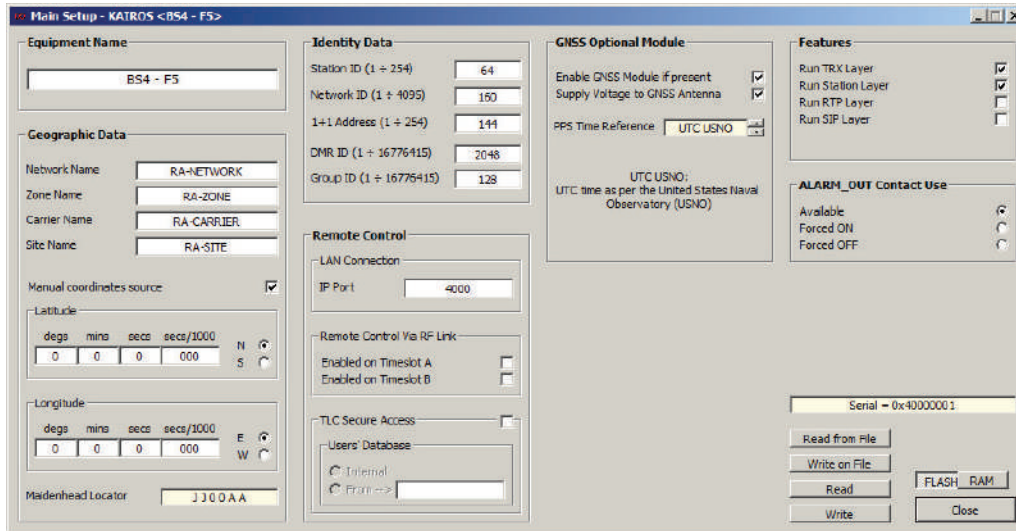 Main Setup - KAIROS <BS4 - F5>
Equipment Name
BS4 - F5
Geographic Data
Network Name RA-NETWORK
Zone Name RA-ZONE
Carrier Name RA-CARRIER
Site Name RA-SITE
Manual coordinates source
Latitude
degs mins secs secs/1000
0 0 0 000
N
S
Longitude
degs mins secs secs/1000
0 0 0 000
E
W
Maidenhead Locator JJ00AA
Identity Data
Station ID (1 ÷ 254) 64
Network ID (1 ÷ 4095) 160
1+1 Address (1 ÷ 254) 144
DMR ID (1 ÷ 16776415) 2048
Group ID (1 ÷ 16776415) 128
Remote Control
LAN Connection
IP Port 4000
Remote Control Via RF Link
Enabled on Timeslot A
Enabled on Timeslot B
TLC Secure Access
Users' Database
Internal
From -->
GNSS Optional Module
Enable GNSS Module if present
Supply Voltage to GNSS Antenna
PPS Time Reference UTC USNO
UTC USNO:
UTC time as per the United States Naval
Observatory (USNO)
Features
Run TRX Layer
Run Station Layer
Run RTP Layer
Run SIP Layer
ALARM_OUT Contact Use
Available
Forced ON
Forced OFF
Serial = 0x40000001
Read from File
Write on File
Read
Write
FLASH RAM
Close